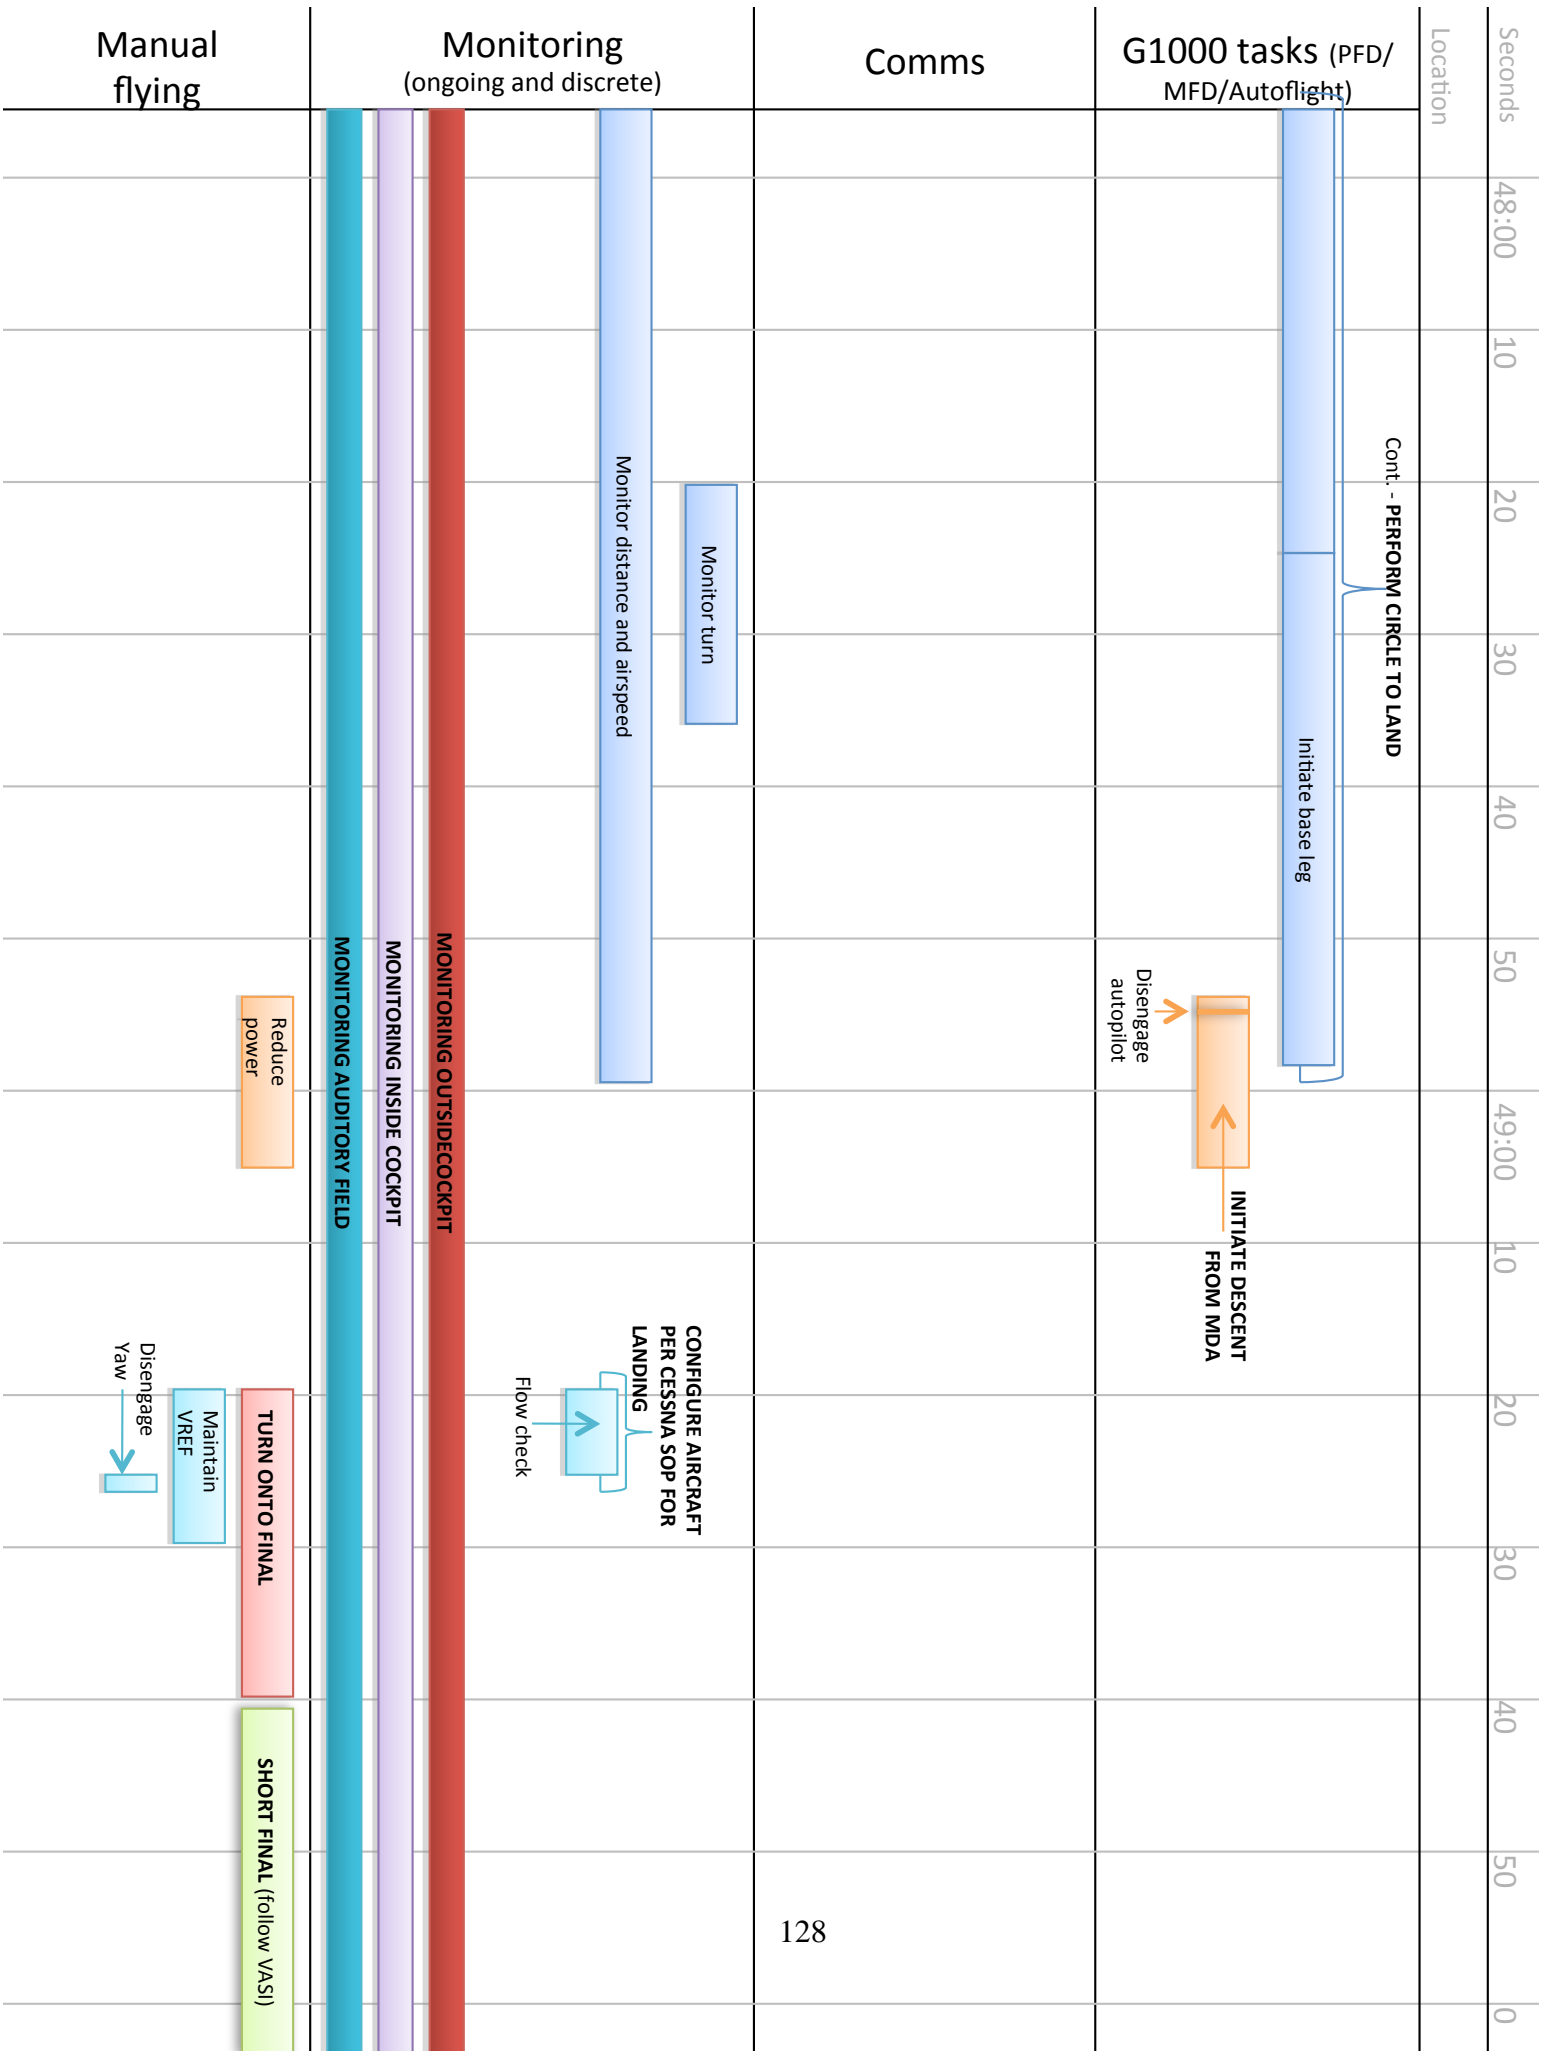 Seconds
48:00
10
20
30
40
50
49:00
10
20
30
40
50
0
Location
G1000 tasks (PFD/
MFD/Autoflight)
Cont. - PERFORM CIRCLE TO LAND
Initiate base leg
Disengage
autopilot
INITIATE DESCENT
FROM MDA
Comms
Monitoring
(ongoing and discrete)
Monitor turn
Monitor distance and airspeed
CONFIGURE AIRCRAFT
PER CESSNA SOP FOR
LANDING
Flow check
MONITORING OUTSIDECOCKPIT
MONITORING INSIDE COCKPIT
MONITORING AUDITORY FIELD
Manual
flying
Reduce
power
TURN ONTO FINAL
Maintain
VREF
Disengage
Yaw
SHORT FINAL (follow VASI)
128